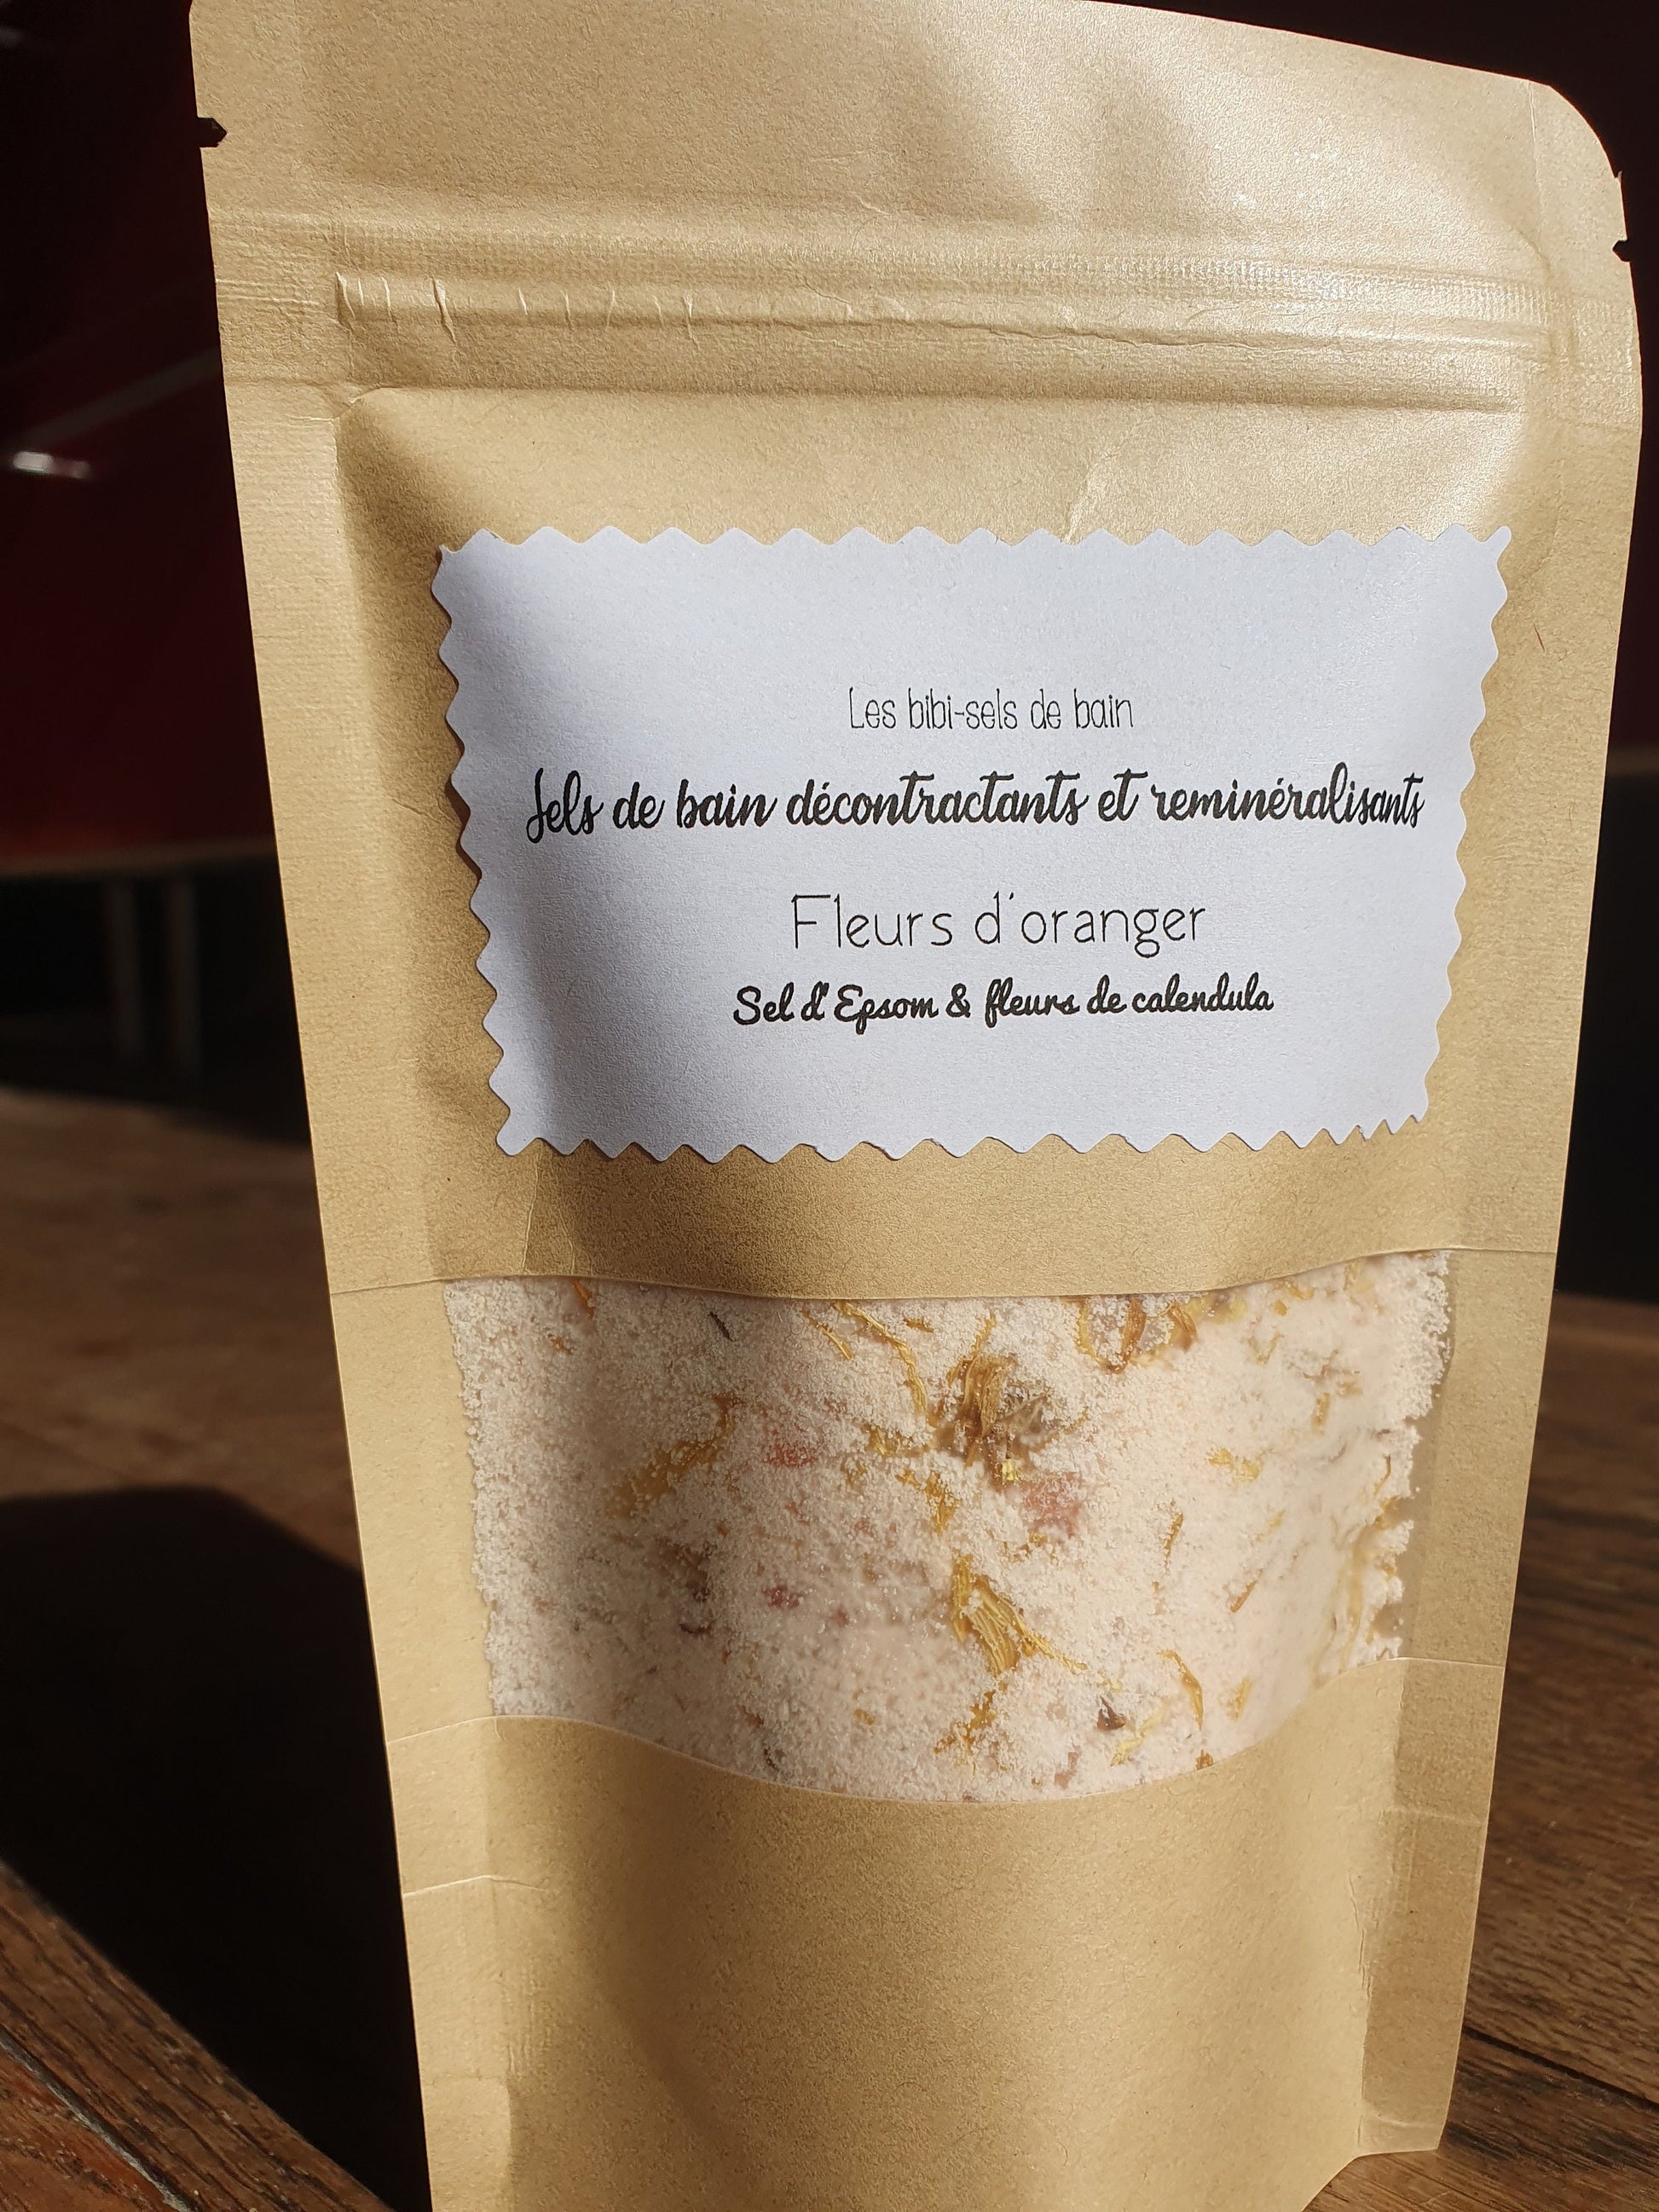 Les bibi-sels de bain
Sels de bain décontractants et reminéralisants
Fleurs d'oranger
Sel d'Epsom & fleurs de calendula